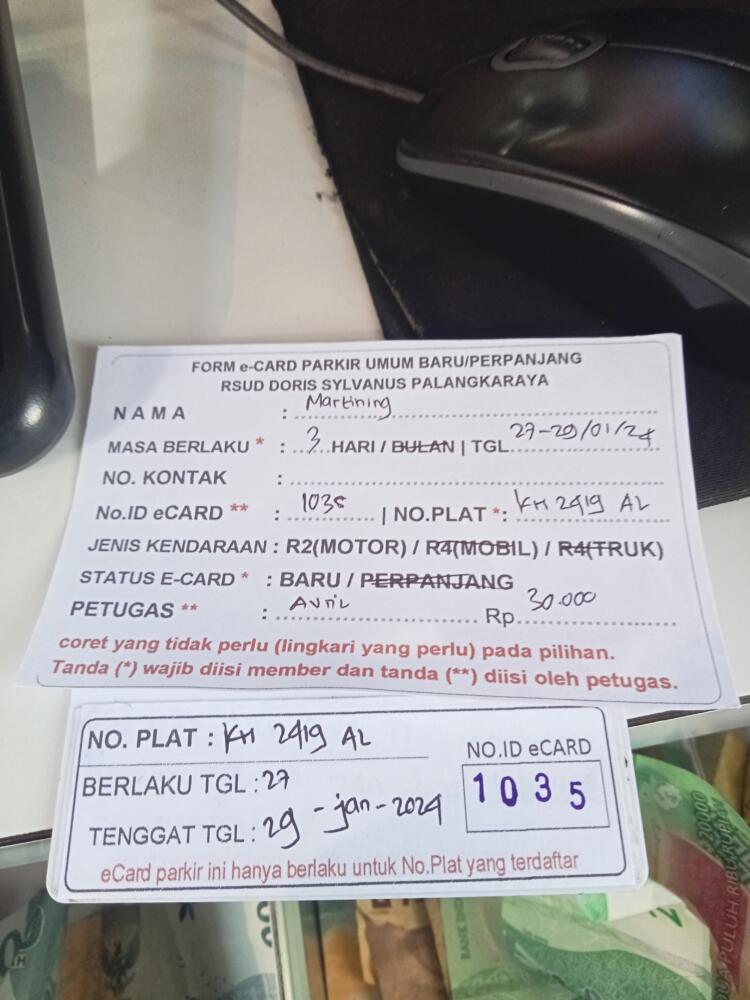 FORM e-CARD PARKIR UMUM BARU/PERPANJANG
RSUD DORIS SYLVANUS PALANGKARAYA
NAMA : Martining
MASA BERLAKU * : 3 HARI / BULAN | TGL 27-29/01/24
NO. KONTAK :
No.ID eCARD ** : 1035 | NO.PLAT *: KH 2419 AL
JENIS KENDARAAN : R2(MOTOR) / R4(MOBIL) / R4(TRUK)
STATUS E-CARD * : BARU / PERPANJANG
PETUGAS ** : Avril Rp 30.000
coret yang tidak perlu (lingkari yang perlu) pada pilihan.
Tanda (*) wajib diisi member dan tanda (**) diisi oleh petugas.
NO. PLAT : KH 2419 AL
NO.ID eCARD
1035
BERLAKU TGL : 27
TENGGAT TGL : 29 - jan - 2024
eCard parkir ini hanya berlaku untuk No.Plat yang terdaftar
20000